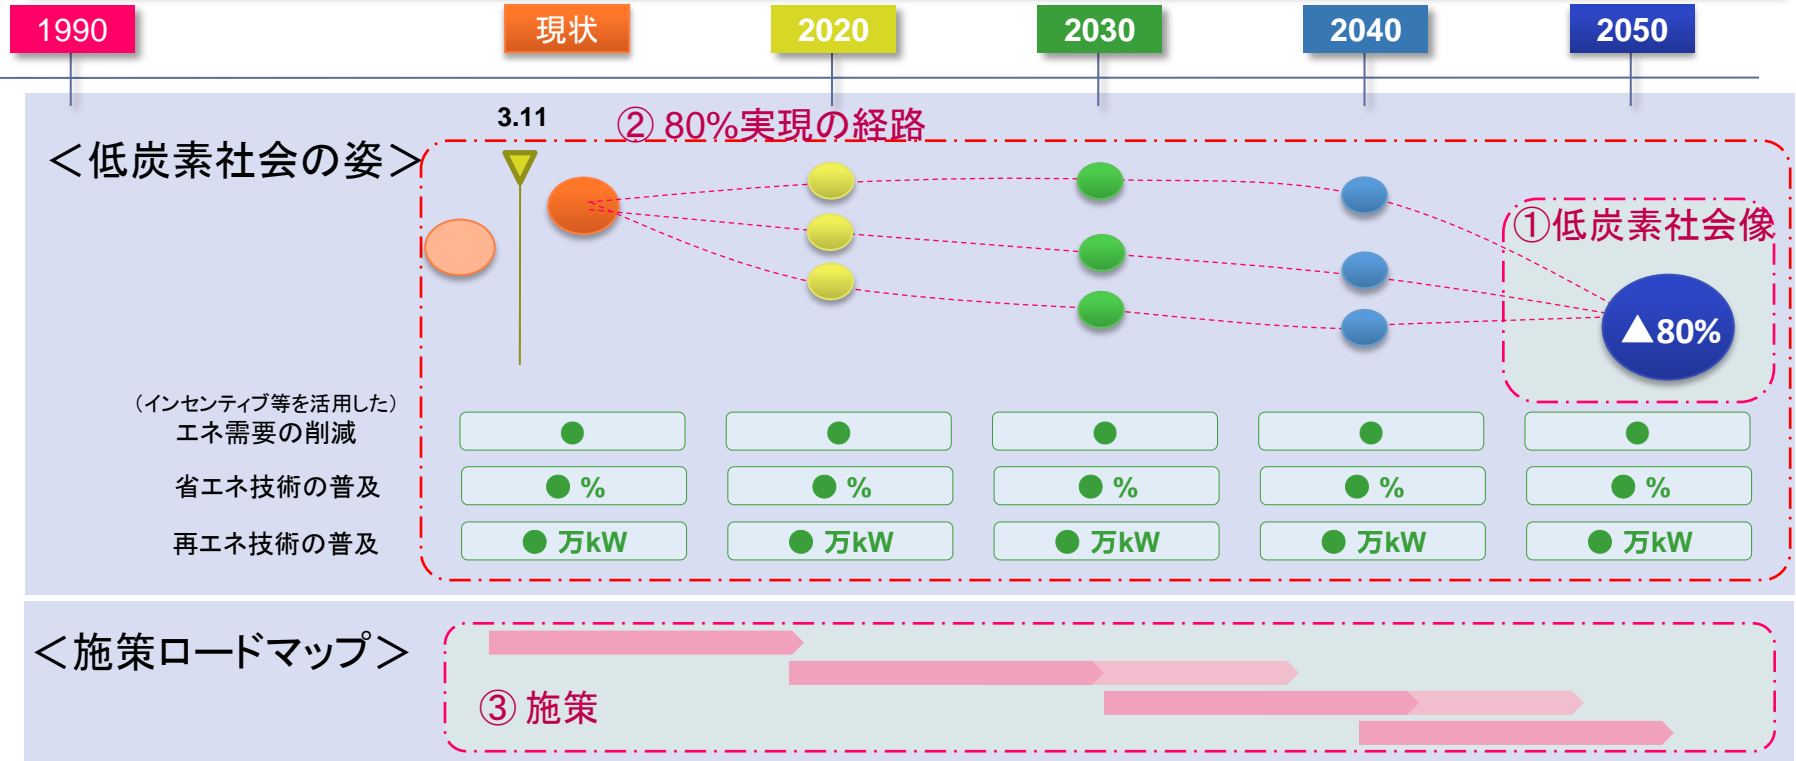 1990 現状 2020 2030 2040 2050
3.11
② 80%実現の経路
＜低炭素社会の姿＞
①低炭素社会像
▲80%
（インセンティブ等を活用した）
エネ需要の削減 ● ● ● ● ●
省エネ技術の普及 ● % ● % ● % ● % ● %
再エネ技術の普及 ● 万kW ● 万kW ● 万kW ● 万kW ● 万kW
＜施策ロードマップ＞
③ 施策